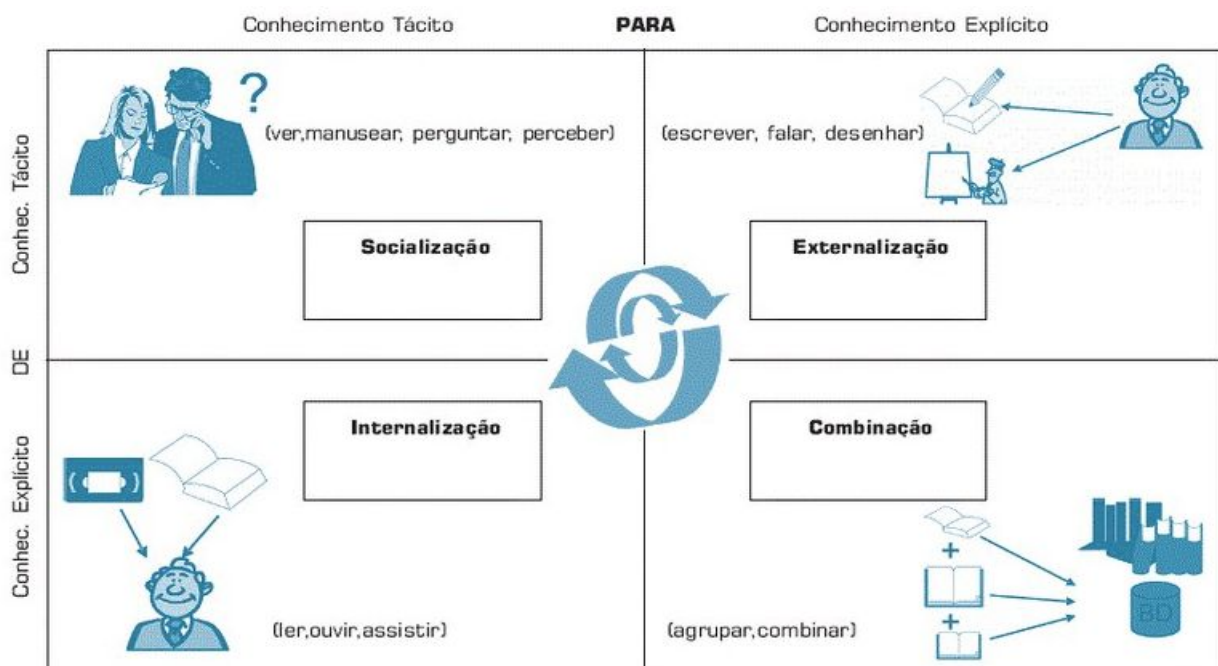 Conhecimento Tácito PARA Conhecimento Explícito
Conhec. Tácito
?
(ver,manusear, perguntar, perceber)
(escrever, falar, desenhar)
Socialização
Externalização
DE
Conhec. Explícito
Internalização
Combinação
+
+
BD
(ler,ouvir,assistir)
(agrupar,combinar)